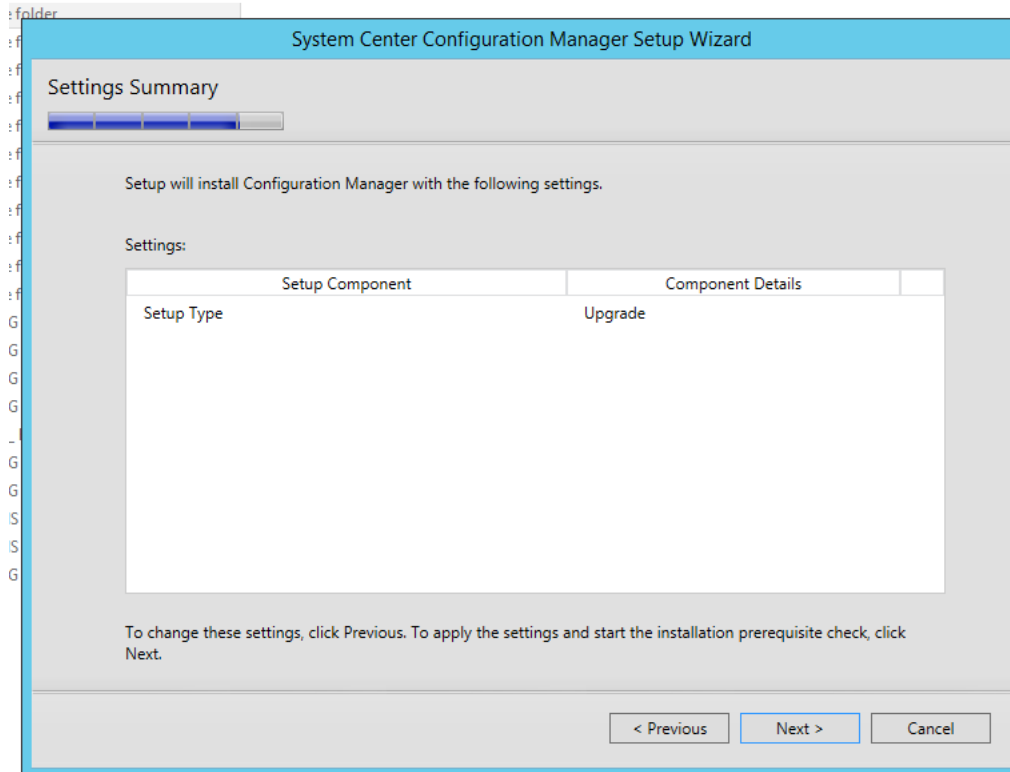 e folder
System Center Configuration Manager Setup Wizard
Settings Summary
Setup will install Configuration Manager with the following settings.
Settings:
Setup Component Component Details
Setup Type Upgrade
To change these settings, click Previous. To apply the settings and start the installation prerequisite check, click
Next.
< Previous Next > Cancel